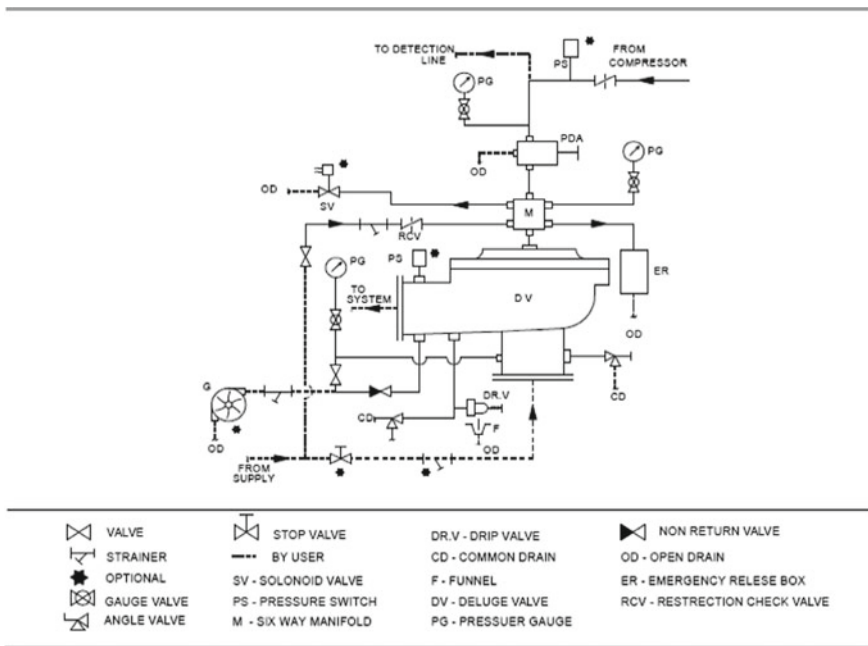 TO DETECTION
LINE
PS
FROM
COMPRESSOR
PG
PDA
OD
PG
OD
SV
M
RCV
PG
PS
ER
TO
SYSTEM
D V
OD
G
DR.V
CD
CD
F
OD
OD
FROM
SUPPLY
VALVE
STOP VALVE
DR.V - DRIP VALVE
NON RETURN VALVE
STRAINER
BY USER
CD - COMMON DRAIN
OD - OPEN DRAIN
OPTIONAL
SV - SOLONOID VALVE
F - FUNNEL
ER - EMERGENCY RELESE BOX
GAUGE VALVE
PS - PRESSURE SWITCH
DV - DELUGE VALVE
RCV - RESTRECTION CHECK VALVE
ANGLE VALVE
M - SIX WAY MANIFOLD
PG - PRESSUER GAUGE